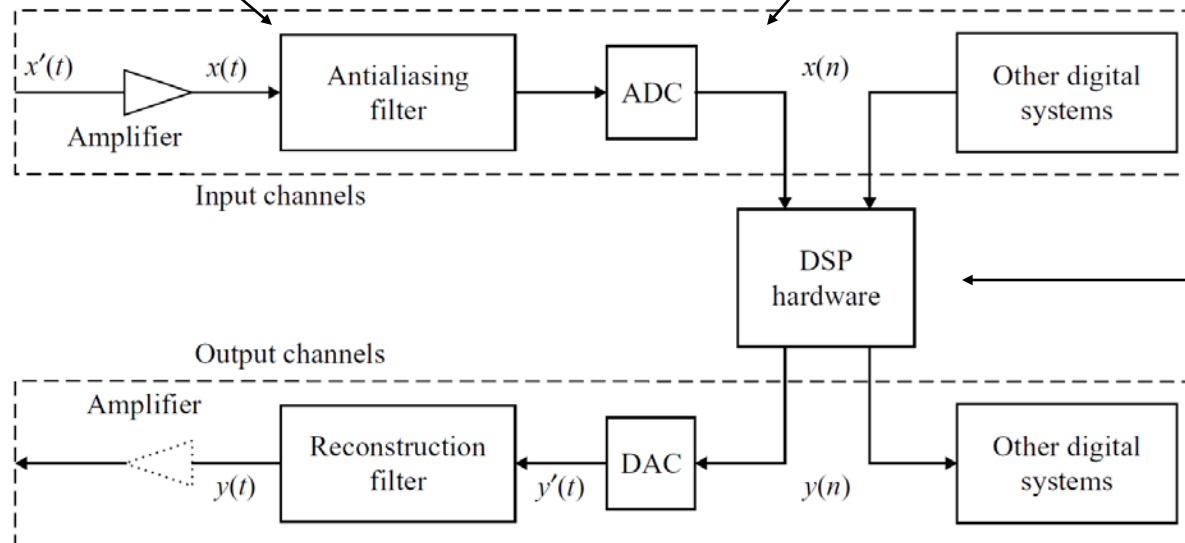 x′(t)
x(t)
Amplifier
Antialiasing
filter
ADC
x(n)
Other digital
systems
Input channels
DSP
hardware
Output channels
Amplifier
y(t)
Reconstruction
filter
y′(t)
DAC
y(n)
Other digital
systems